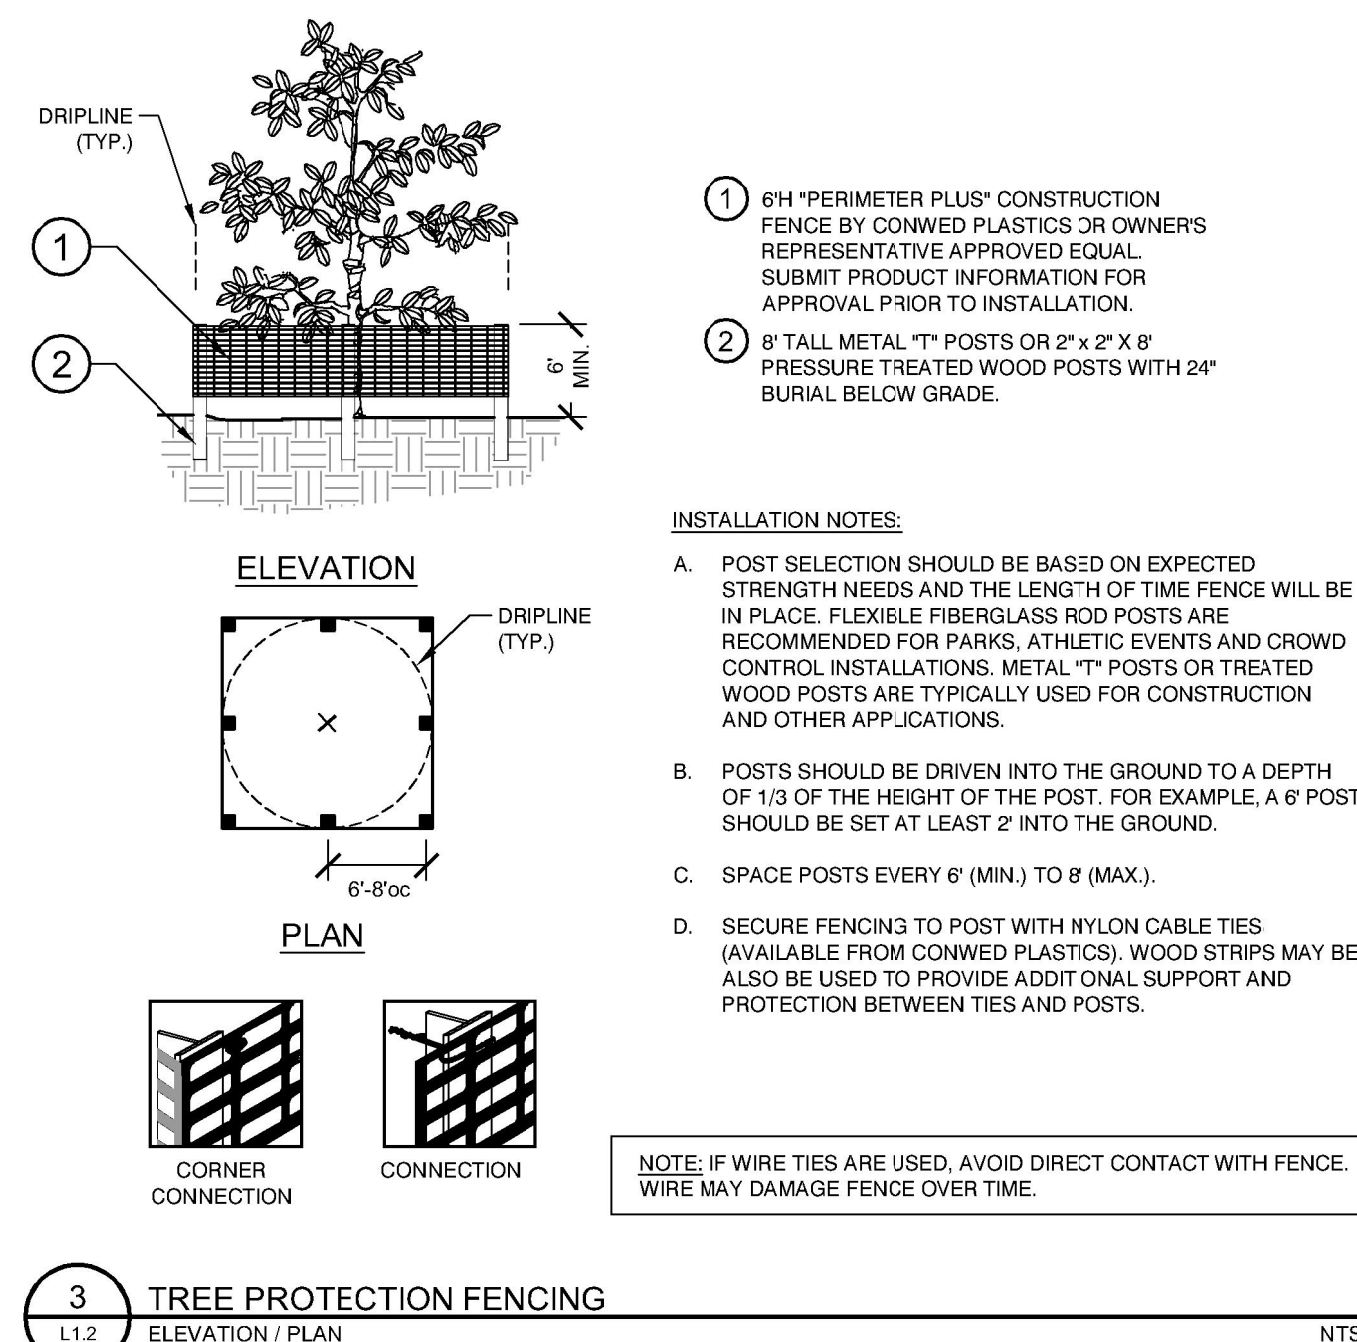 DRIPLINE
(TYP.)
1
2
6'
MIN.
1 6'H "PERIMETER PLUS" CONSTRUCTION
FENCE BY CONWED PLASTICS OR OWNER'S
REPRESENTATIVE APPROVED EQUAL.
SUBMIT PRODUCT INFORMATION FOR
APPROVAL PRIOR TO INSTALLATION.
2 8' TALL METAL "T" POSTS OR 2" x 2" X 8'
PRESSURE TREATED WOOD POSTS WITH 24"
BURIAL BELOW GRADE.
ELEVATION
DRIPLINE
(TYP.)
6'-8'oc
PLAN
CORNER
CONNECTION
CONNECTION
INSTALLATION NOTES:
A. POST SELECTION SHOULD BE BASED ON EXPECTED
STRENGTH NEEDS AND THE LENGTH OF TIME FENCE WILL BE
IN PLACE. FLEXIBLE FIBERGLASS ROD POSTS ARE
RECOMMENDED FOR PARKS, ATHLETIC EVENTS AND CROWD
CONTROL INSTALLATIONS. METAL "T" POSTS OR TREATED
WOOD POSTS ARE TYPICALLY USED FOR CONSTRUCTION
AND OTHER APPLICATIONS.
B. POSTS SHOULD BE DRIVEN INTO THE GROUND TO A DEPTH
OF 1/3 OF THE HEIGHT OF THE POST. FOR EXAMPLE, A 6' POST
SHOULD BE SET AT LEAST 2' INTO THE GROUND.
C. SPACE POSTS EVERY 6' (MIN.) TO 8' (MAX.).
D. SECURE FENCING TO POST WITH NYLON CABLE TIES
(AVAILABLE FROM CONWED PLASTICS). WOOD STRIPS MAY BE
ALSO BE USED TO PROVIDE ADDITIONAL SUPPORT AND
PROTECTION BETWEEN TIES AND POSTS.
NOTE: IF WIRE TIES ARE USED, AVOID DIRECT CONTACT WITH FENCE.
WIRE MAY DAMAGE FENCE OVER TIME.
3 TREE PROTECTION FENCING
L1.2 ELEVATION / PLAN NTS